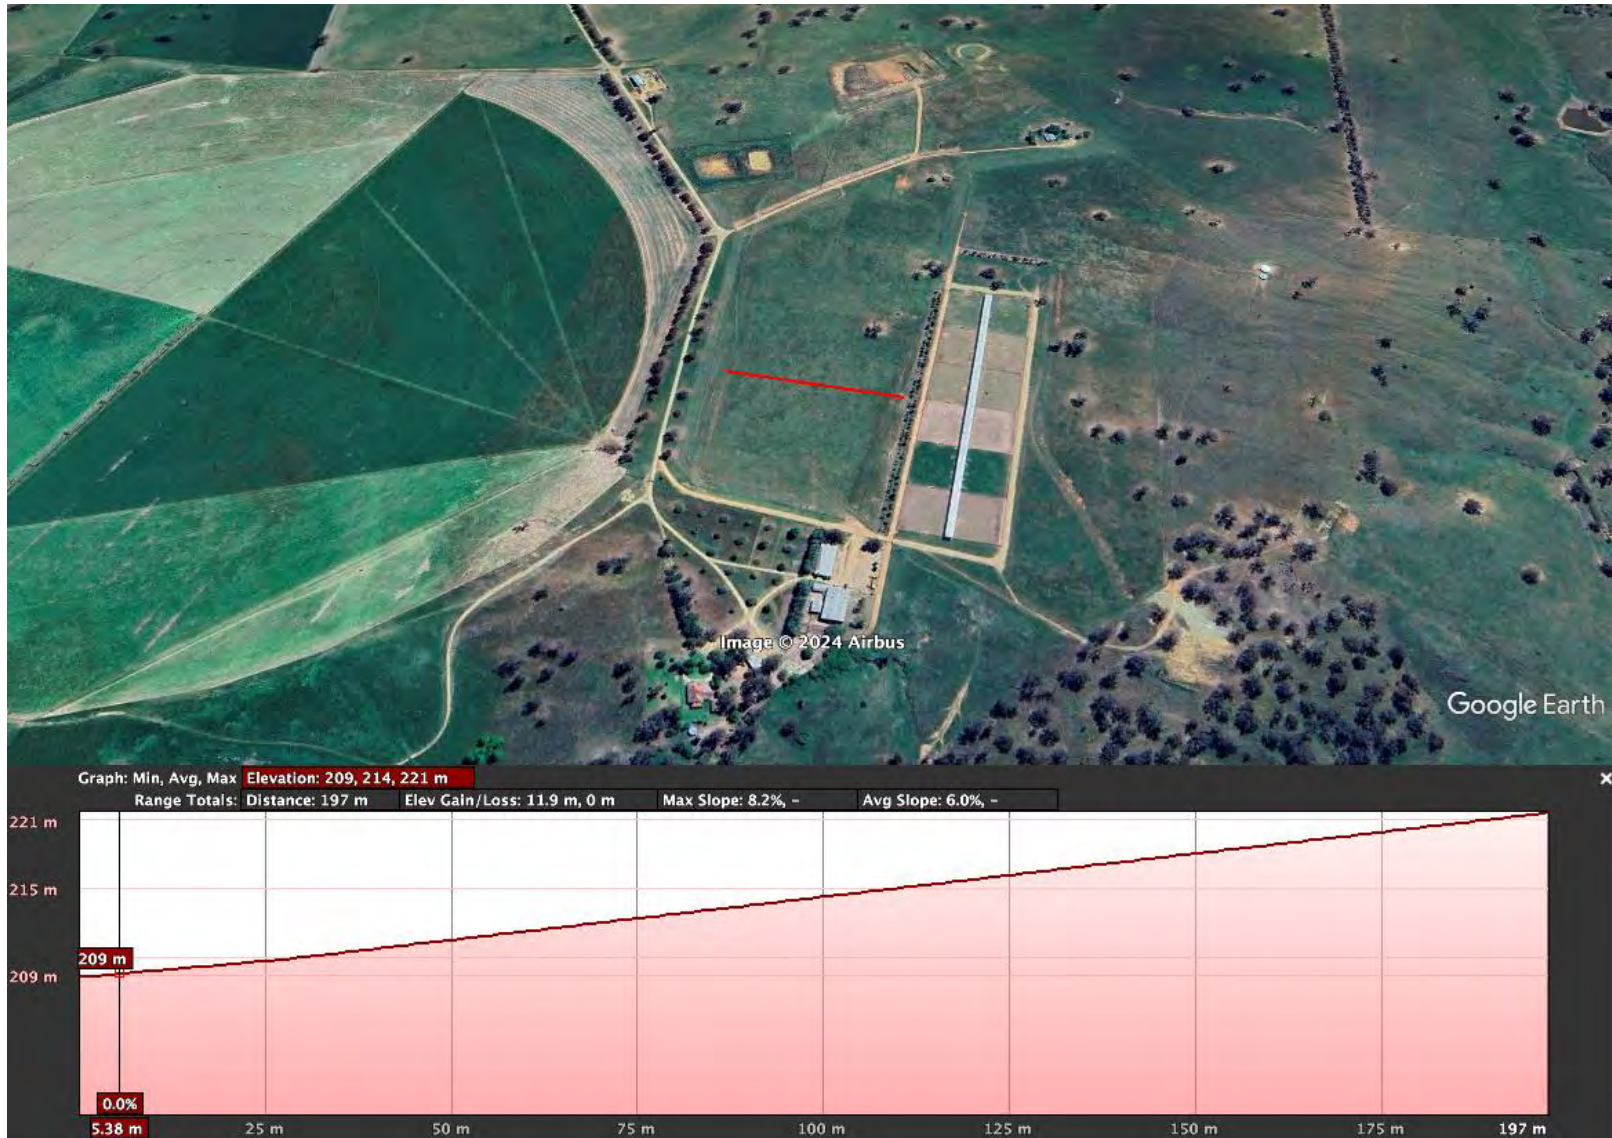 Image © 2024 Airbus
Google Earth
Graph: Min, Avg, Max Elevation: 209, 214, 221 m
Range Totals: Distance: 197 m Elev Gain/Loss: 11.9 m, 0 m Max Slope: 8.2%, - Avg Slope: 6.0%, -
221 m
215 m
209 m
209 m
0.0%
5.38 m 25 m 50 m 75 m 100 m 125 m 150 m 175 m 197 m